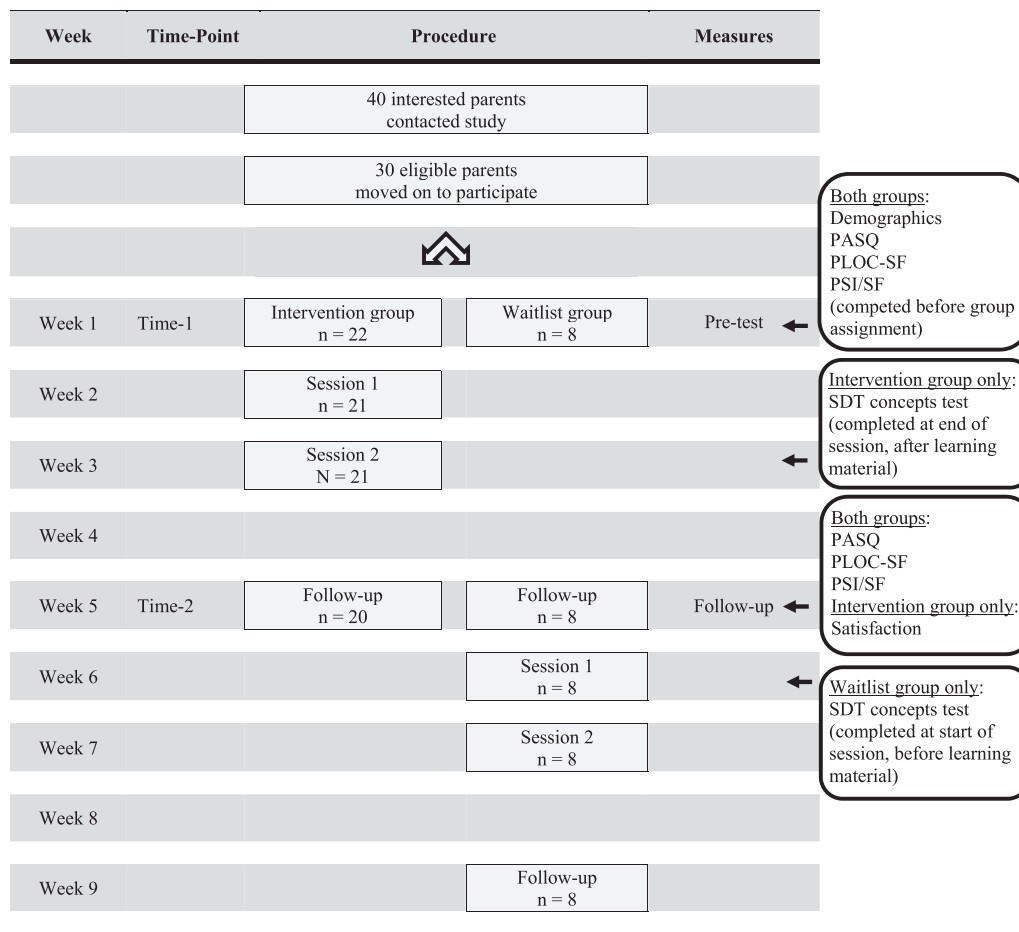 Week Time-Point Procedure Measures
40 interested parents
contacted study
30 eligible parents
moved on to participate
Both groups:
Demographics
PASQ
PLOC-SF
PSI/SF
(competed before group
assignment)
Week 1 Time-1
Intervention group
n = 22
Waitlist group
n = 8
Pre-test
Week 2
Session 1
n = 21
Intervention group only:
SDT concepts test
(completed at end of
session, after learning
material)
Week 3
Session 2
N = 21
Week 4
Both groups:
PASQ
PLOC-SF
PSI/SF
Intervention group only:
Satisfaction
Week 5 Time-2
Follow-up
n = 20
Follow-up
n = 8
Follow-up
Week 6
Session 1
n = 8
Waitlist group only:
SDT concepts test
(completed at start of
session, before learning
material)
Week 7
Session 2
n = 8
Week 8
Week 9
Follow-up
n = 8